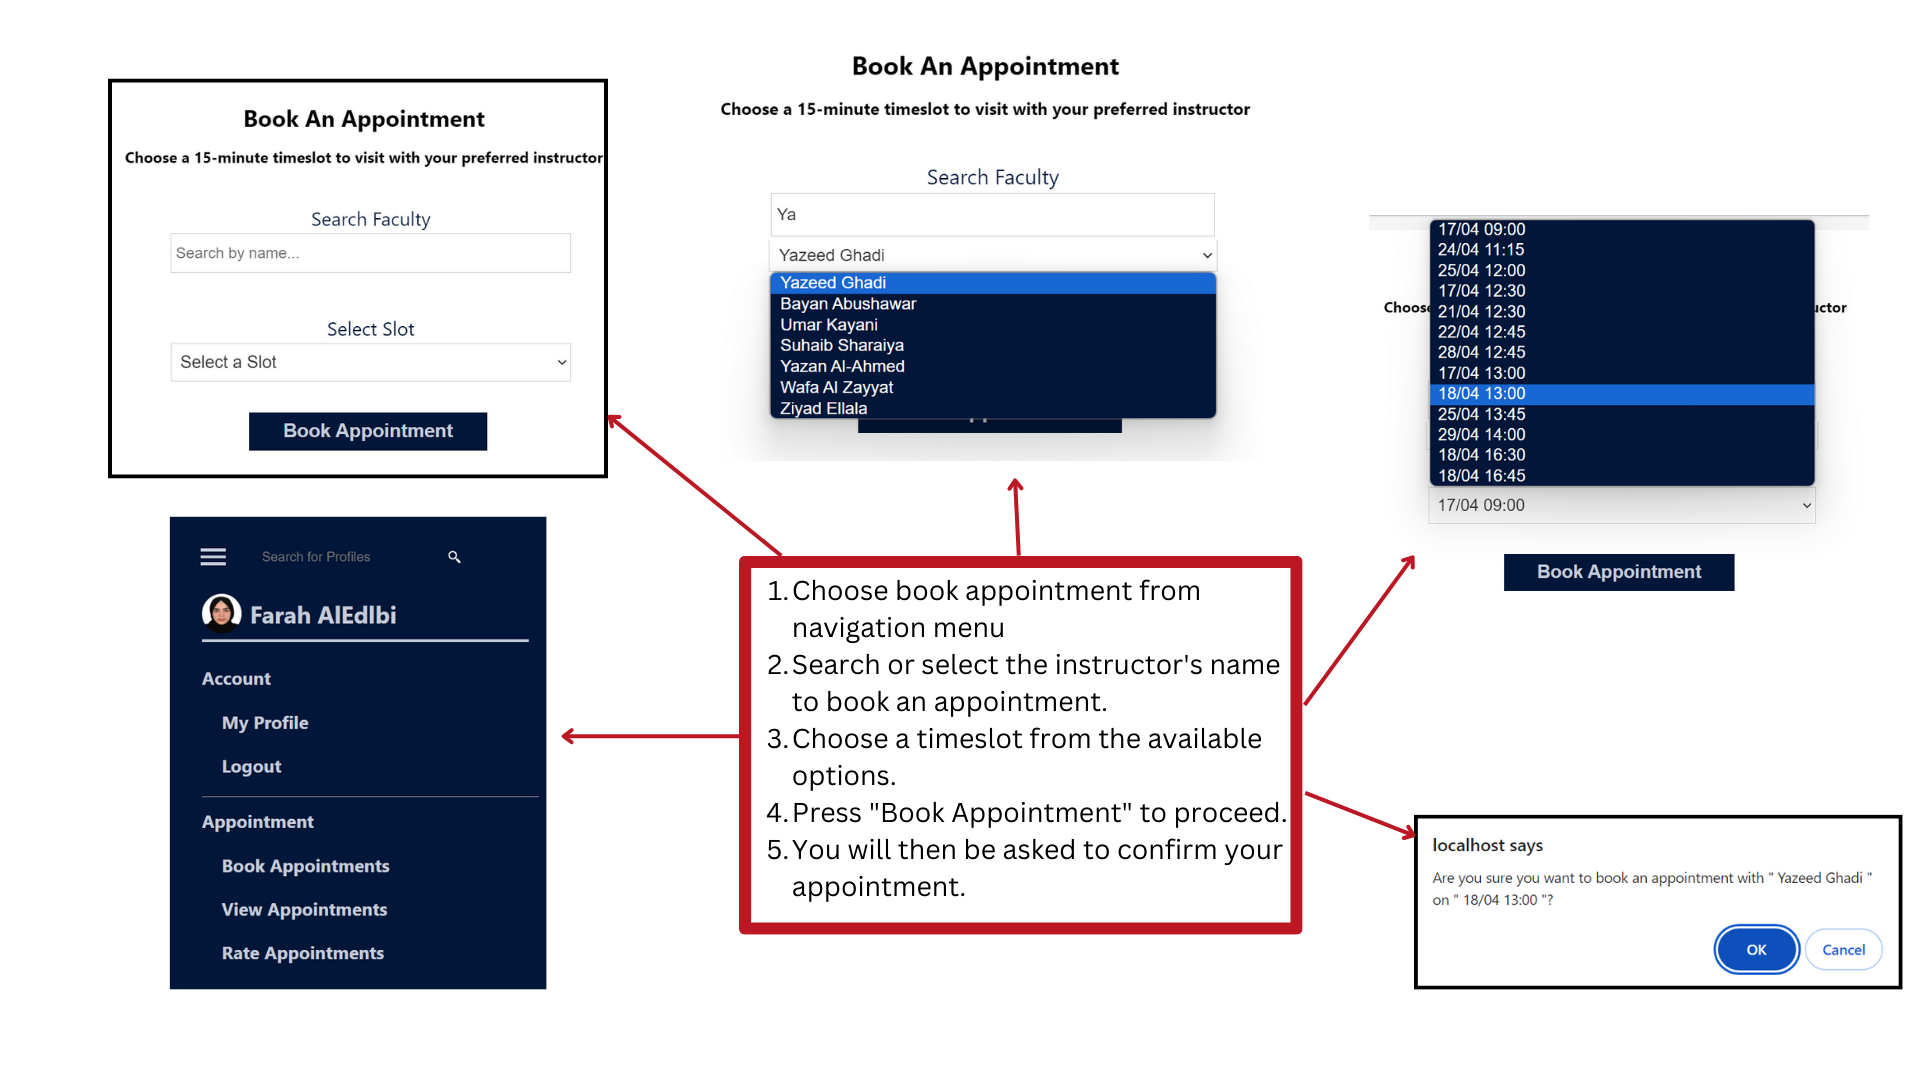 Book An Appointment
Choose a 15-minute timeslot to visit with your preferred instructor
Search Faculty
Search by name...
Select Slot
Select a Slot
Book Appointment
Book An Appointment
Choose a 15-minute timeslot to visit with your preferred instructor
Search Faculty
Ya
Yazeed Ghadi
Yazeed Ghadi
Bayan Abushawar
Umar Kayani
Suhaib Sharaiya
Yazan Al-Ahmed
Wafa Al Zayyat
Ziyad Ellala
17/04 09:00
24/04 11:15
25/04 12:00
17/04 12:30
21/04 12:30
22/04 12:45
28/04 12:45
17/04 13:00
18/04 13:00
25/04 13:45
29/04 14:00
18/04 16:30
18/04 16:45
17/04 09:00
Book Appointment
Search for Profiles
Farah AlEdlbi
Account
My Profile
Logout
Appointment
Book Appointments
View Appointments
Rate Appointments
1. Choose book appointment from
navigation menu
2. Search or select the instructor's name
to book an appointment.
3. Choose a timeslot from the available
options.
4. Press "Book Appointment" to proceed.
5. You will then be asked to confirm your
appointment.
localhost says
Are you sure you want to book an appointment with " Yazeed Ghadi "
on " 18/04 13:00 "?
OK
Cancel